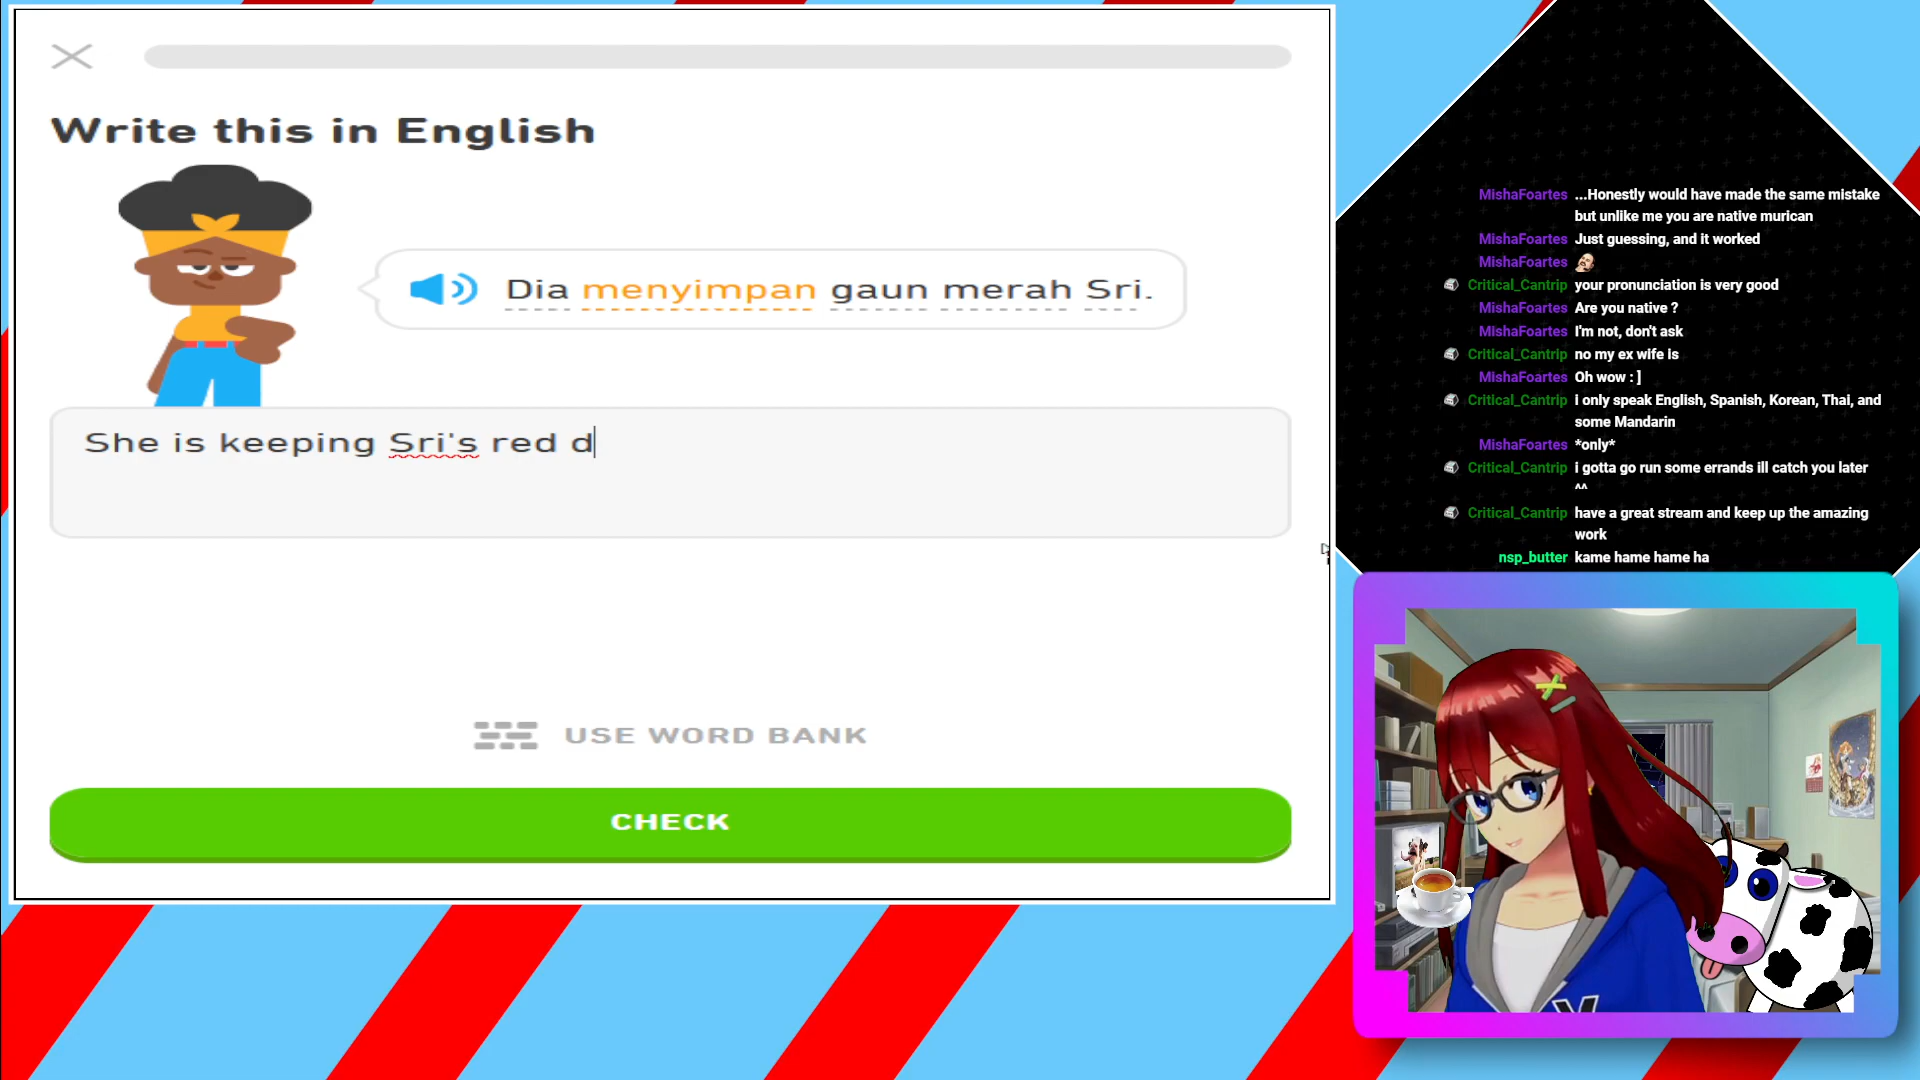 Write this in English
Dia menyimpan gaun merah Sri.
She is keeping Sri's red d
USE WORD BANK
CHECK
MishaFoartes ...Honestly would have made the same mistake
but unlike me you are native murican
MishaFoartes Just guessing, and it worked
MishaFoartes
Critical_Cantrip your pronunciation is very good
MishaFoartes Are you native ?
MishaFoartes I'm not, don't ask
Critical_Cantrip no my ex wife is
MishaFoartes Oh wow : ]
Critical_Cantrip i only speak English, Spanish, Korean, Thai, and
some Mandarin
MishaFoartes *only*
Critical_Cantrip i gotta go run some errands ill catch you later
^^
Critical_Cantrip have a great stream and keep up the amazing
work
nsp_butter kame hame hame ha